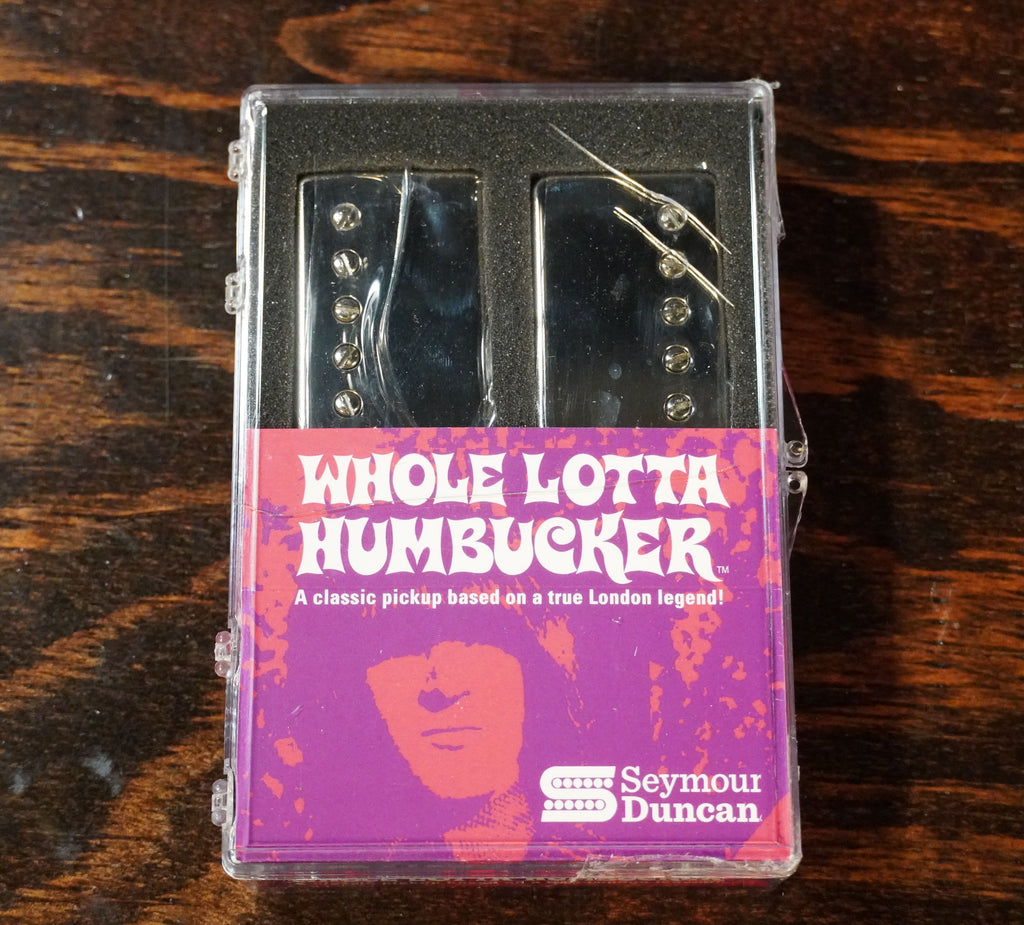 WHOLE LOTTA
HUMBUCKER™
A classic pickup based on a true London legend!
Seymour
Duncan